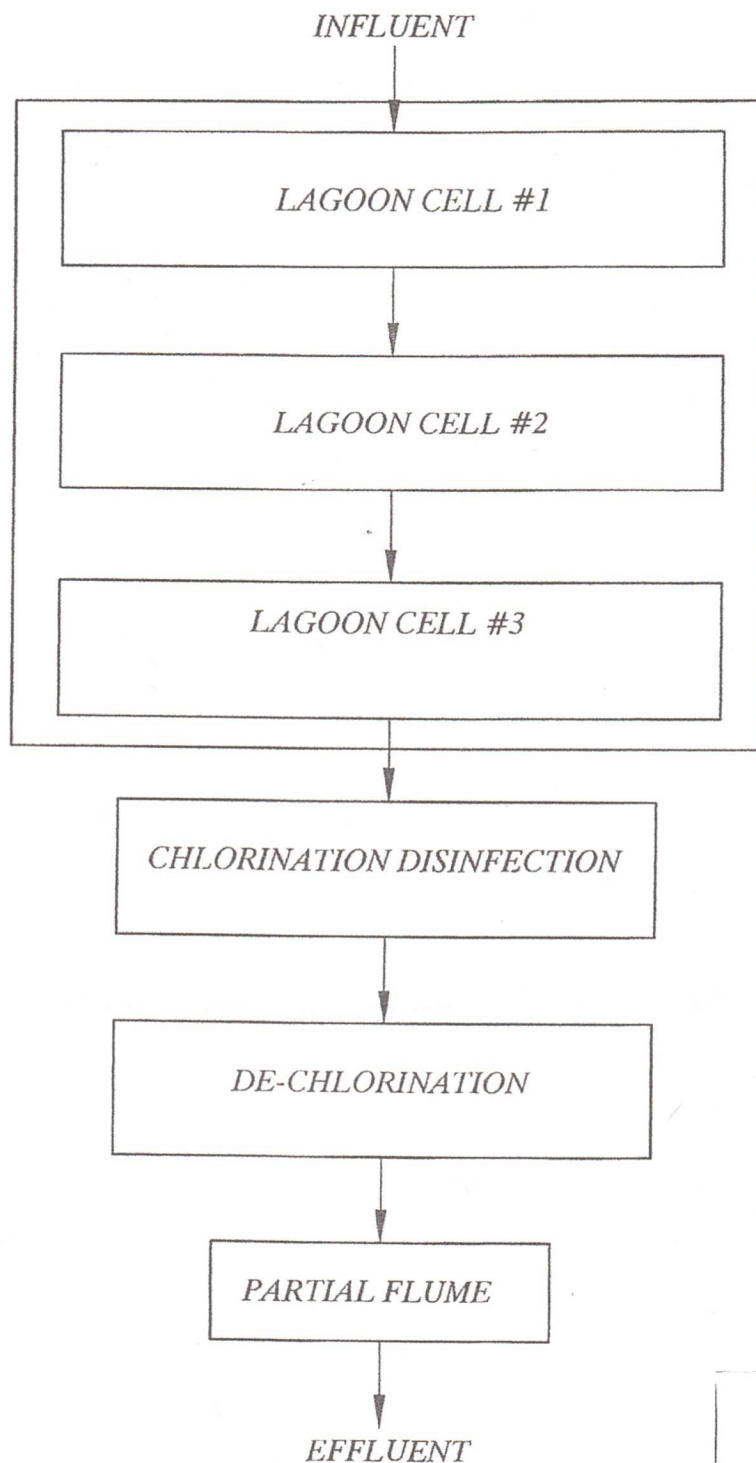 INFLUENT
LAGOON CELL #1
LAGOON CELL #2
LAGOON CELL #3
CHLORINATION DISINFECTION
DE-CHLORINATION
PARTIAL FLUME
EFFLUENT